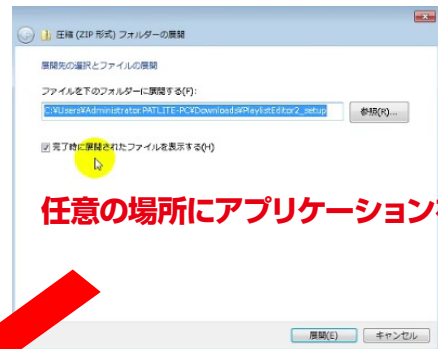 圧縮 (ZIP 形式) フォルダーの展開
展開先の選択とファイルの展開
ファイルを下のフォルダーに展開する(F):
C:¥Users¥Administrator.PATLITE-PC¥Downloads¥PlaylistEditor2_setup
参照(R)...
完了時に展開されたファイルを表示する(H)
任意の場所にアプリケーション
展開(E)
キャンセル